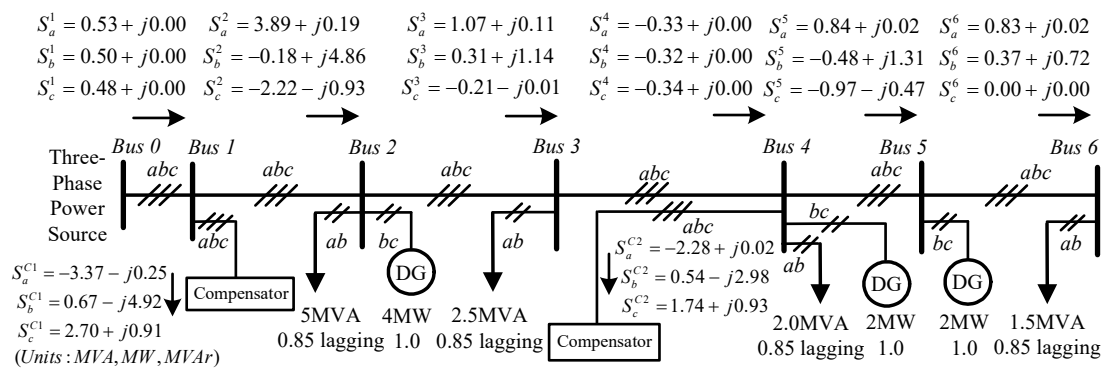 S_a^1 = 0.53 + j0.00 S_a^2 = 3.89 + j0.19 S_a^3 = 1.07 + j0.11 S_a^4 = −0.33 + j0.00 S_a^5 = 0.84 + j0.02 S_a^6 = 0.83 + j0.02
S_b^1 = 0.50 + j0.00 S_b^2 = −0.18 + j4.86 S_b^3 = 0.31 + j1.14 S_b^4 = −0.32 + j0.00 S_b^5 = −0.48 + j1.31 S_b^6 = 0.37 + j0.72
S_c^1 = 0.48 + j0.00 S_c^2 = −2.22 − j0.93 S_c^3 = −0.21 − j0.01 S_c^4 = −0.34 + j0.00 S_c^5 = −0.97 − j0.47 S_c^6 = 0.00 + j0.00
Bus 0 Bus 1 Bus 2 Bus 3 Bus 4 Bus 5 Bus 6
Three-
Phase
Power
Source
abc abc abc abc abc abc
abc ab bc ab abc bc ab bc ab
S_a^{C1} = −3.37 − j0.25
S_b^{C1} = 0.67 − j4.92
S_c^{C1} = 2.70 + j0.91
(Units : MVA, MW, MVAr)
Compensator
DG
5MVA 4MW 2.5MVA
0.85 lagging 1.0 0.85 lagging
S_a^{C2} = −2.28 + j0.02
S_b^{C2} = 0.54 − j2.98
S_c^{C2} = 1.74 + j0.93
Compensator
DG DG
2.0MVA 2MW 2MW 1.5MVA
0.85 lagging 1.0 1.0 0.85 lagging